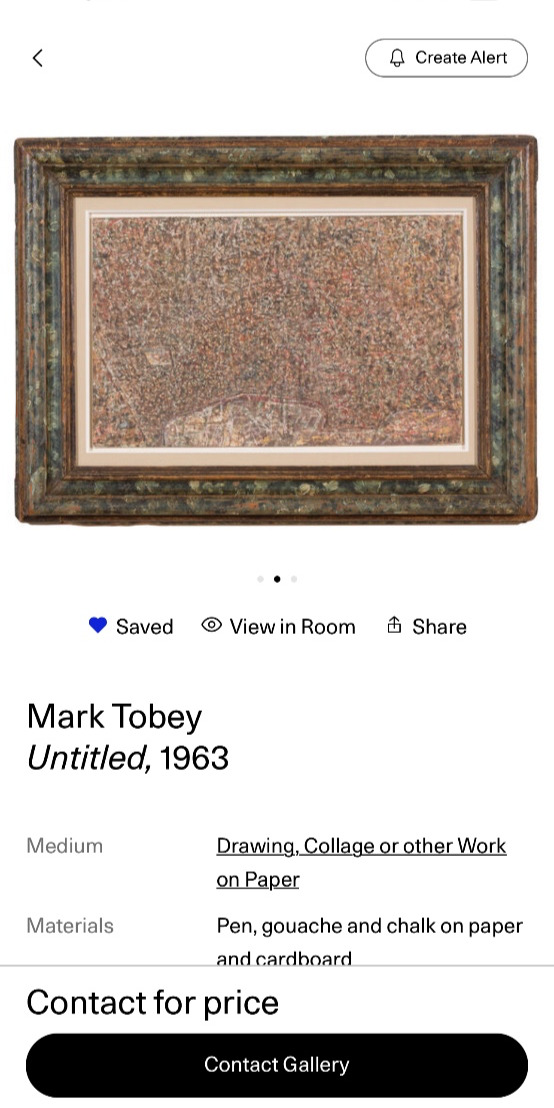 Create Alert
Saved
View in Room
Share
Mark Tobey
Untitled, 1963
Medium
Drawing, Collage or other Work
on Paper
Materials
Pen, gouache and chalk on paper
and cardboard
Contact for price
Contact Gallery